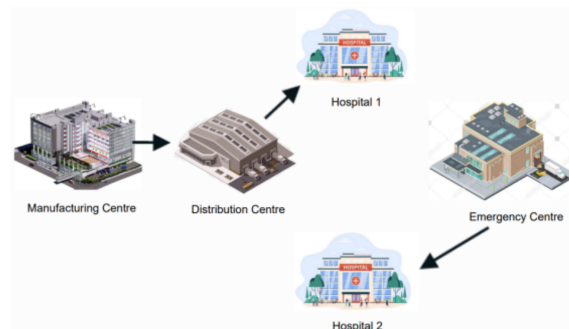 HOSPITAL
Hospital 1
Manufacturing Centre
Distribution Centre
Emergency Centre
HOSPITAL
Hospital 2